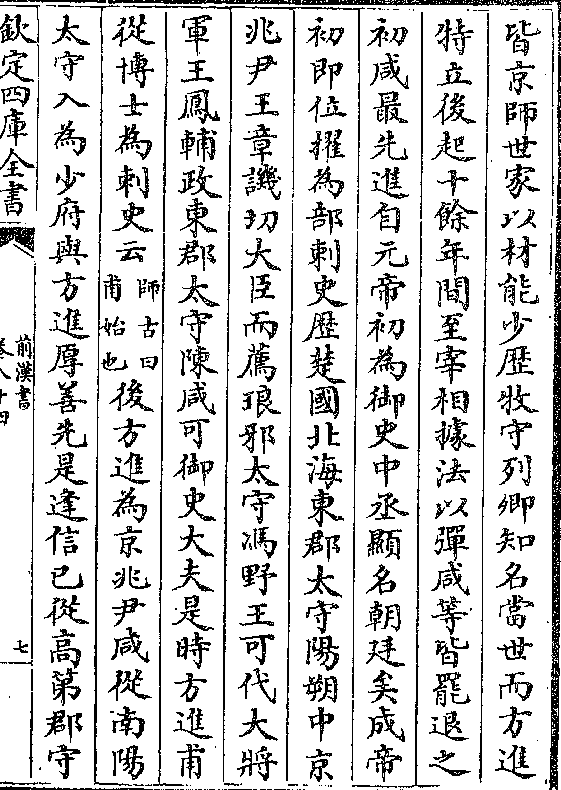 皆京師世家以材能少歷牧守列卿知名當世而方進
特立後起十餘年間至宰相據法以彈咸等皆罷退之
初咸最先進自元帝初為御史中丞顯名朝廷矣成帝
初即位擢為部刺史歴楚國北海東郡太守陽朔中京
兆尹王章譏切大臣而薦琅邪太守馮野王可代大將
軍王鳳輔政東郡太守陳咸可御史大夫是時方進甫
從博士為刺史云師古曰甫始也後方進為京兆尹咸從南陽
太守入為少府與方進厚善先是逢信已從高第郡守
欽定四庫全書
前漢書
卷八十四
七